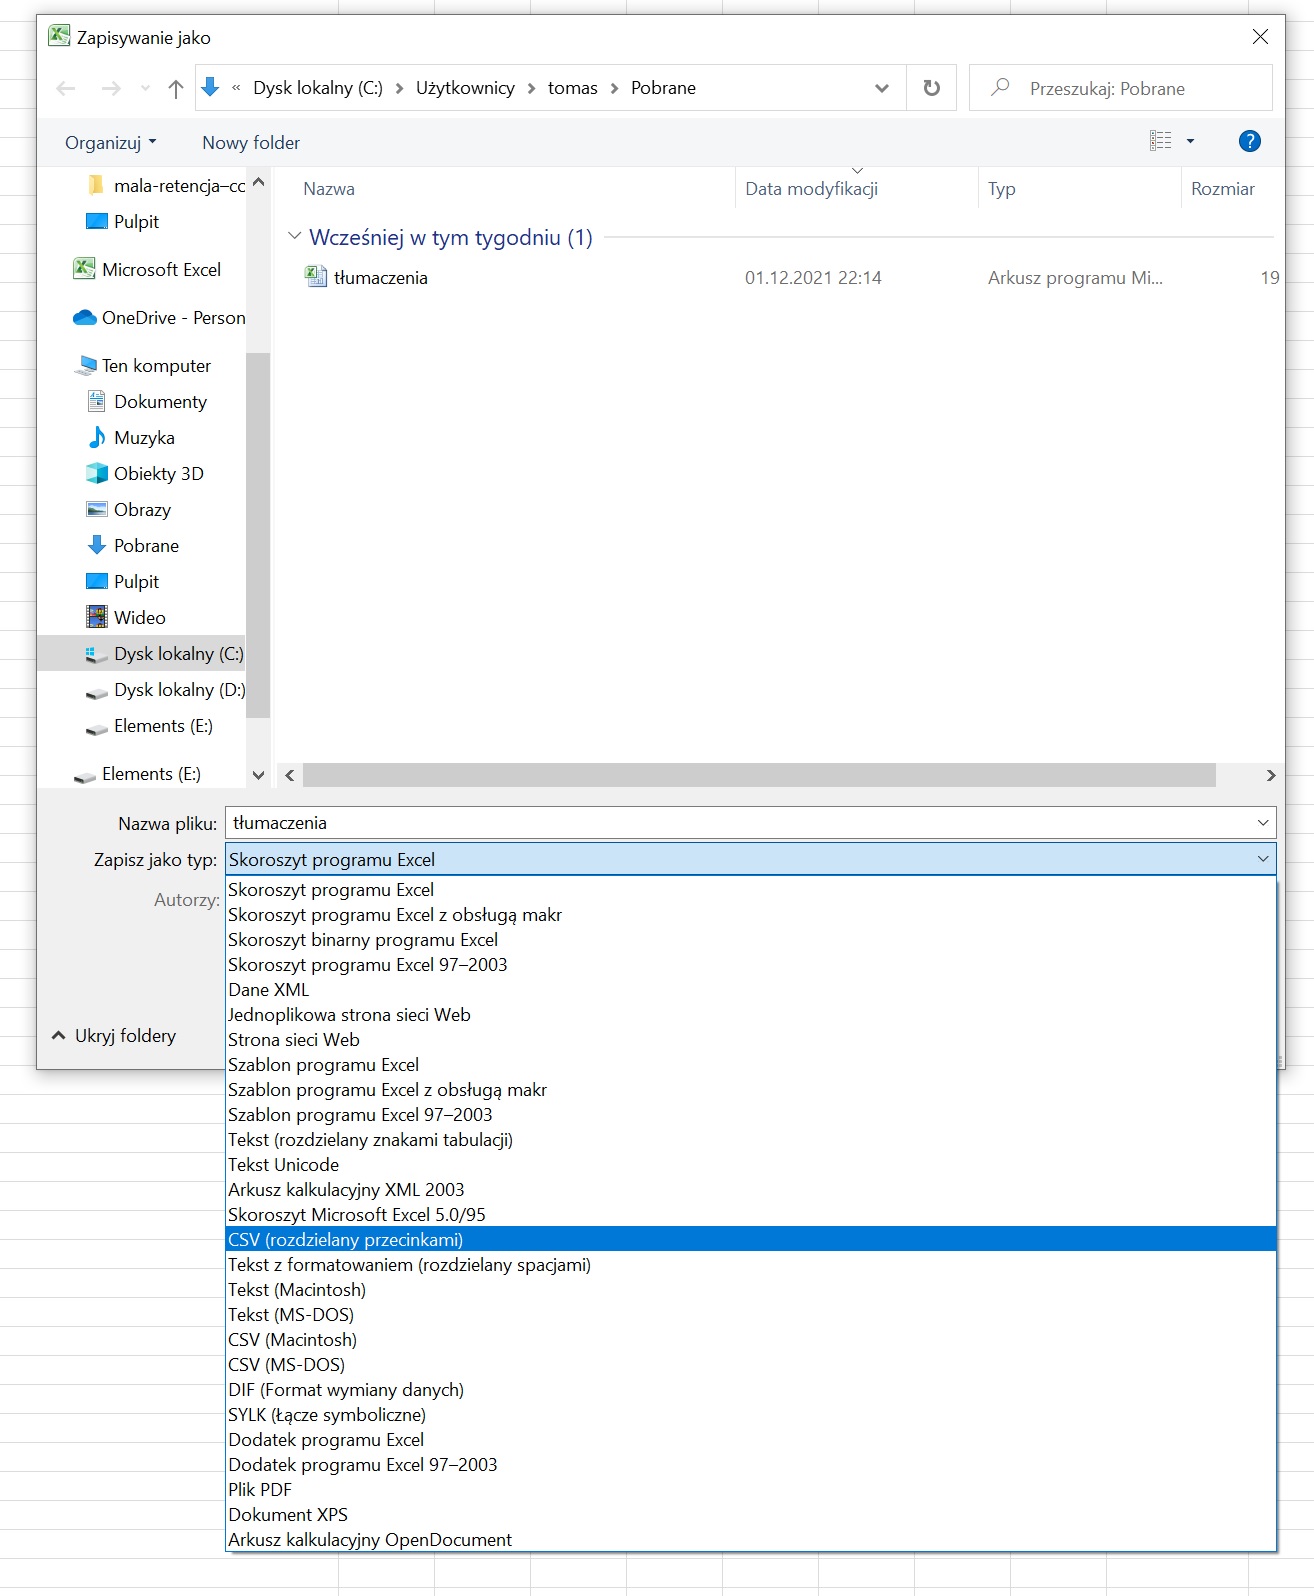 Zapisywanie jako
« Dysk lokalny (C:) > Użytkownicy > tomas > Pobrane
Przeszukaj: Pobrane
Organizuj
Nowy folder
?
mala-retencja–cc
Pulpit
Microsoft Excel
OneDrive - Person
Ten komputer
Dokumenty
Muzyka
Obiekty 3D
Obrazy
Pobrane
Pulpit
Wideo
Dysk lokalny (C:)
Dysk lokalny (D:)
Elements (E:)
Elements (E:)
Nazwa Data modyfikacji Typ Rozmiar
Wcześniej w tym tygodniu (1)
tłumaczenia 01.12.2021 22:14 Arkusz programu Mi... 19
Nazwa pliku: tłumaczenia
Zapisz jako typ: Skoroszyt programu Excel
Autorzy:
Skoroszyt programu Excel
Skoroszyt programu Excel z obsługą makr
Skoroszyt binarny programu Excel
Skoroszyt programu Excel 97–2003
Dane XML
Jednoplikowa strona sieci Web
Strona sieci Web
Szablon programu Excel
Szablon programu Excel z obsługą makr
Szablon programu Excel 97–2003
Tekst (rozdzielany znakami tabulacji)
Tekst Unicode
Arkusz kalkulacyjny XML 2003
Skoroszyt Microsoft Excel 5.0/95
CSV (rozdzielany przecinkami)
Tekst z formatowaniem (rozdzielany spacjami)
Tekst (Macintosh)
Tekst (MS-DOS)
CSV (Macintosh)
CSV (MS-DOS)
DIF (Format wymiany danych)
SYLK (Łącze symboliczne)
Dodatek programu Excel
Dodatek programu Excel 97–2003
Plik PDF
Dokument XPS
Arkusz kalkulacyjny OpenDocument
Ukryj foldery